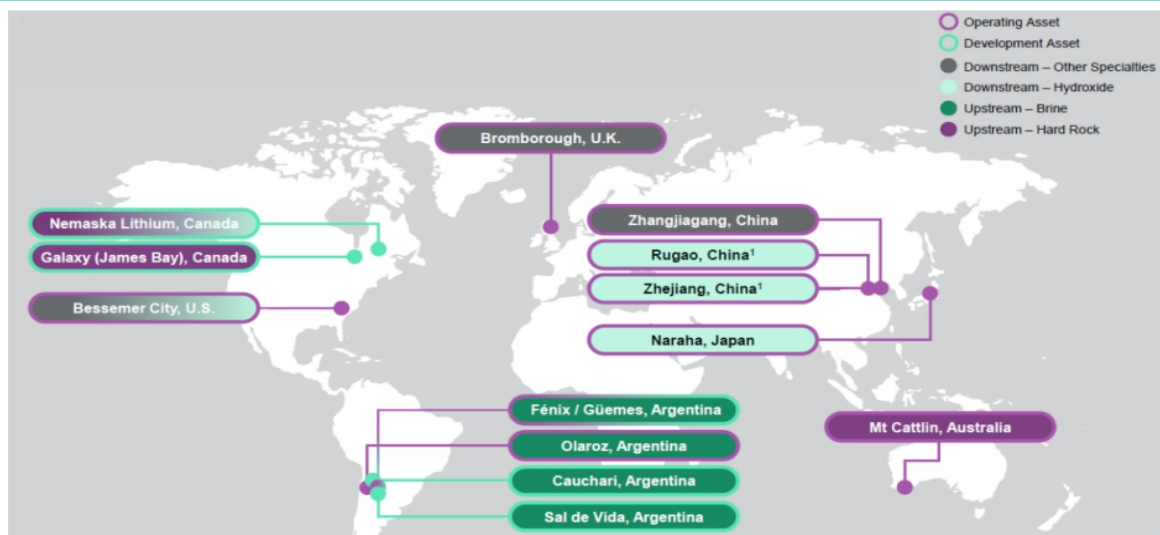 Operating Asset
Development Asset
Downstream – Other Specialties
Downstream – Hydroxide
Upstream – Brine
Upstream – Hard Rock
Bromborough, U.K.
Nemaska Lithium, Canada
Galaxy (James Bay), Canada
Bessemer City, U.S.
Zhangjiagang, China
Rugao, China¹
Zhejiang, China¹
Naraha, Japan
Fénix / Güemes, Argentina
Olaroz, Argentina
Cauchari, Argentina
Sal de Vida, Argentina
Mt Cattlin, Australia